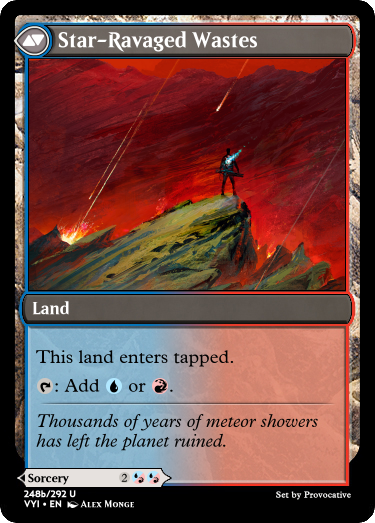 Star-Ravaged Wastes
Land
This land enters tapped.
: Add or .
Thousands of years of meteor showers
has left the planet ruined.
Sorcery 2
248b/292 U
VYI • EN Alex Monge
Set by Provocative